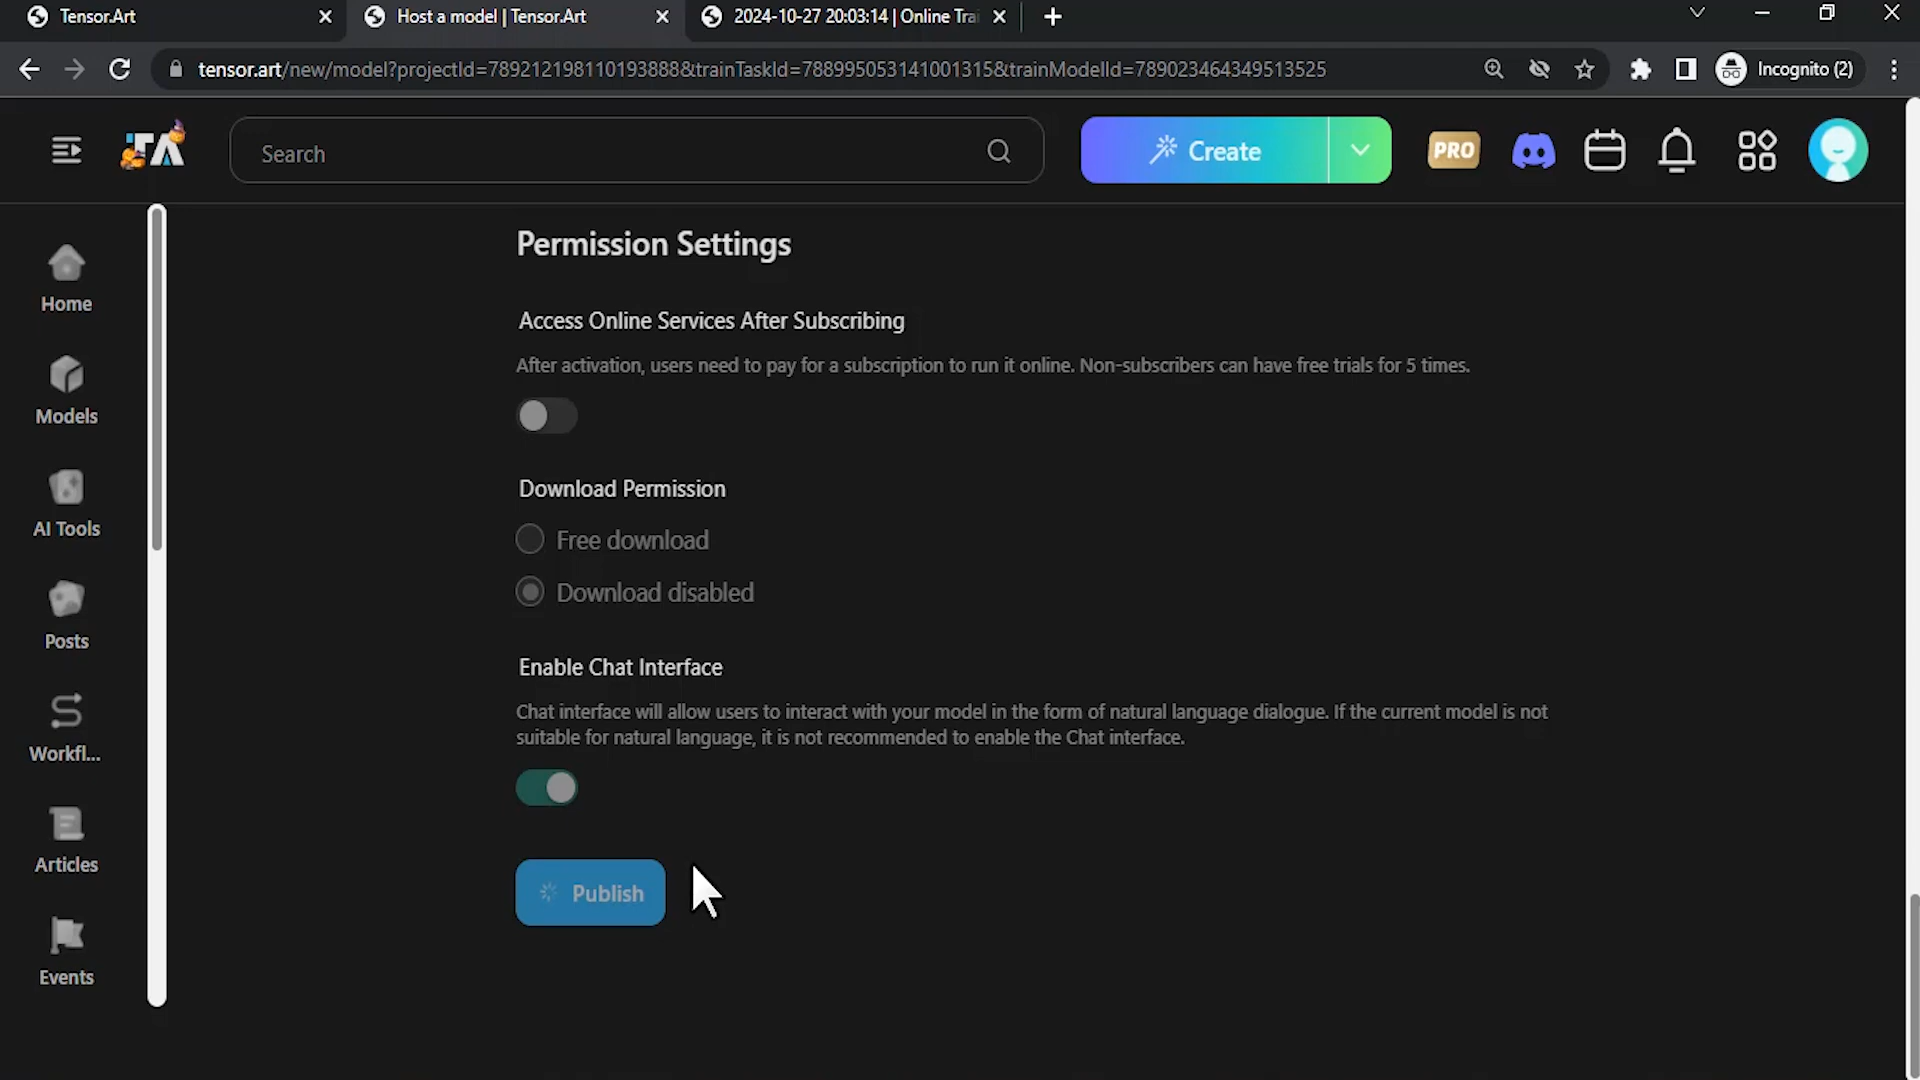 Tensor.Art
Host a model | Tensor.Art
2024-10-27 20:03:14 | Online Trai
tensor.art/new/model?projectId=789212198110193888&trainTaskId=788995053141001315&trainModelId=789023464349513525
Incognito (2)
TA
Search
Create
PRO
Home
Models
AI Tools
Posts
Workfl...
Articles
Events
Permission Settings
Access Online Services After Subscribing
After activation, users need to pay for a subscription to run it online. Non-subscribers can have free trials for 5 times.
Download Permission
Free download
Download disabled
Enable Chat Interface
Chat interface will allow users to interact with your model in the form of natural language dialogue. If the current model is not
suitable for natural language, it is not recommended to enable the Chat interface.
Publish